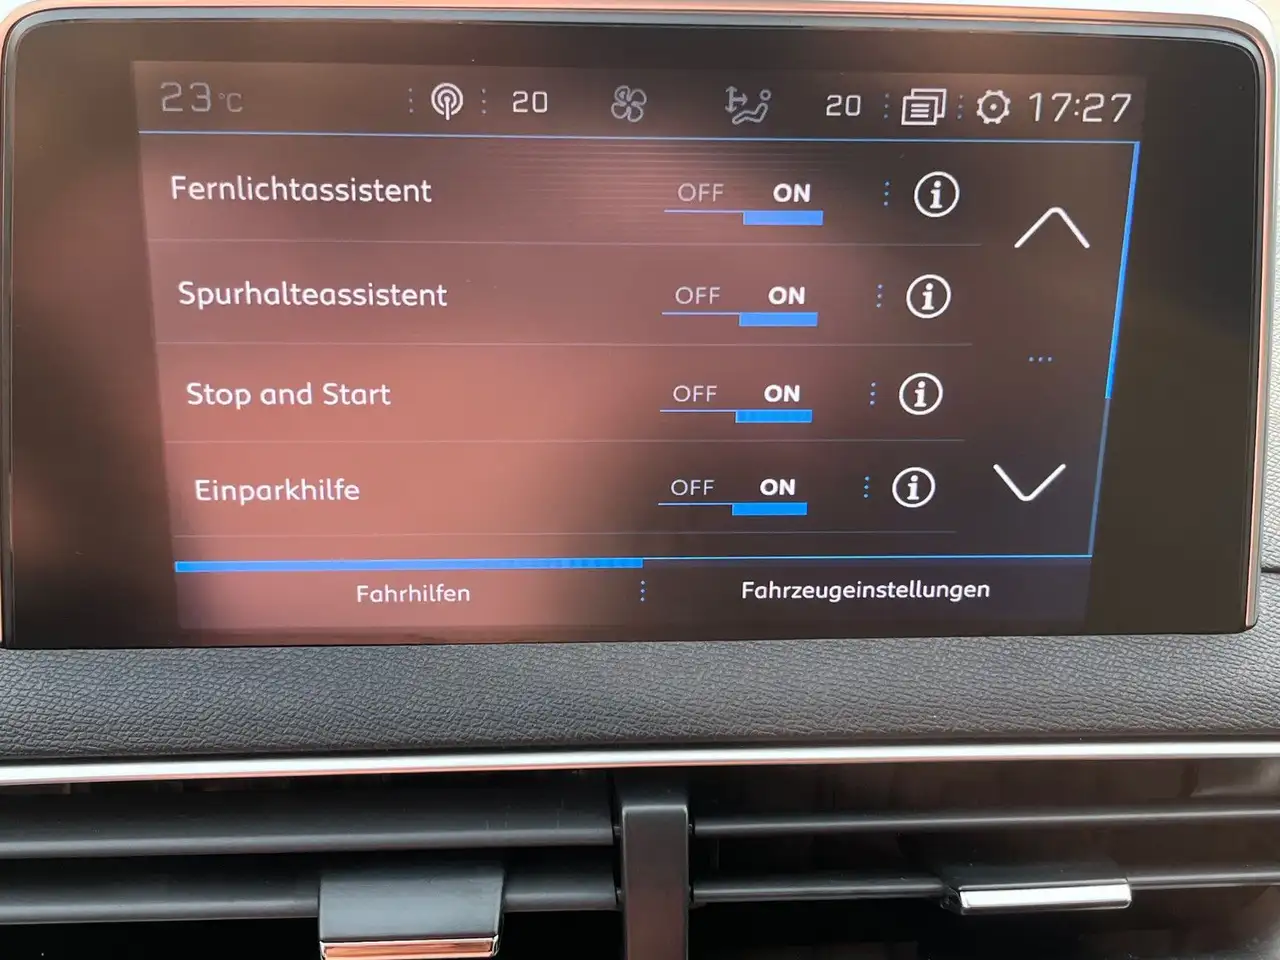 23°C 20 20 17:27
Fernlichtassistent OFF ON i
Spurhalteassistent OFF ON i
Stop and Start OFF ON i
Einparkhilfe OFF ON i
Fahrhilfen Fahrzeugeinstellungen